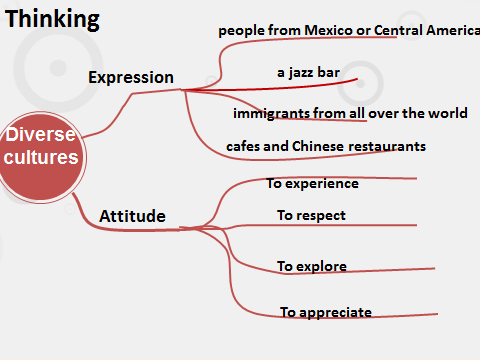 Thinking
people from Mexico or Central America
Expression
a jazz bar
immigrants from all over the world
Diverse
cultures
cafes and Chinese restaurants
To experience
Attitude
To respect
To explore
To appreciate